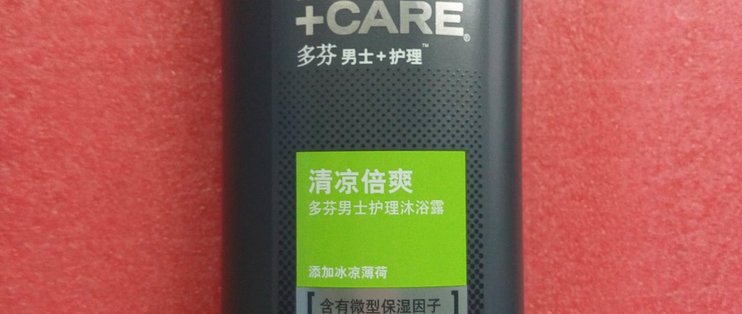 +CARE®
多芬男士+护理™
清凉倍爽
多芬男士护理沐浴露
添加冰凉薄荷
含有微型保湿因子